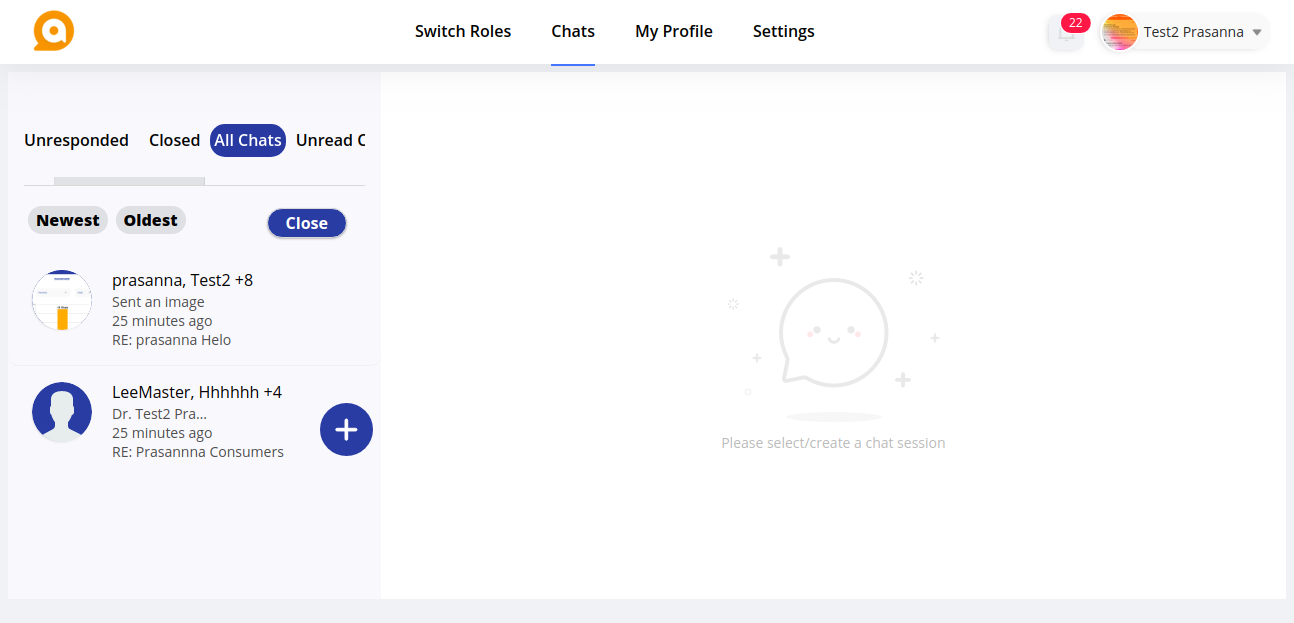 Switch Roles Chats My Profile Settings 22 Test2 Prasanna
Unresponded Closed All Chats Unread C
Newest Oldest Close
prasanna, Test2 +8
Sent an image
25 minutes ago
RE: prasanna Helo
LeeMaster, Hhhhhh +4
Dr. Test2 Pra...
25 minutes ago
RE: Prasannna Consumers
Please select/create a chat session